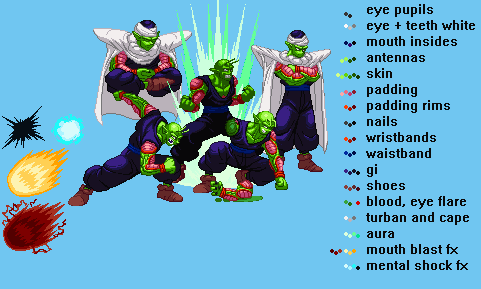 eye pupils
eye + teeth white
mouth insides
antennas
skin
padding
padding rims
nails
wristbands
waistband
gi
shoes
blood, eye flare
turban and cape
aura
mouth blast fx
mental shock fx